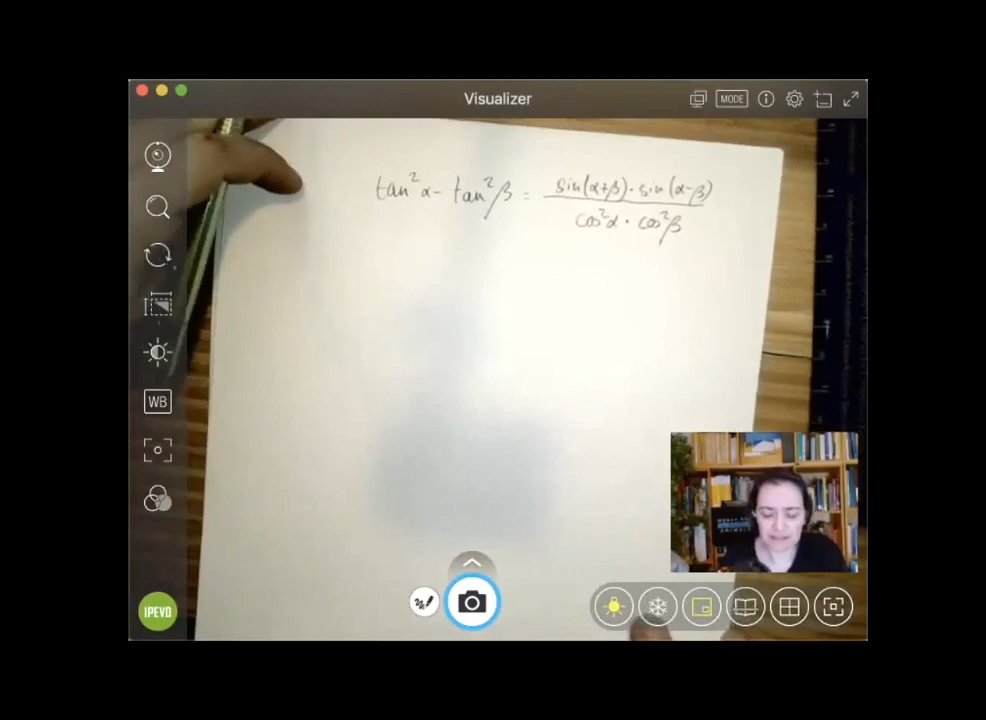 Visualizer
MODE
tan²α - tan²β = sin(α+β) · sin(α-β)
cos²α · cos²β
WB
IPEVO